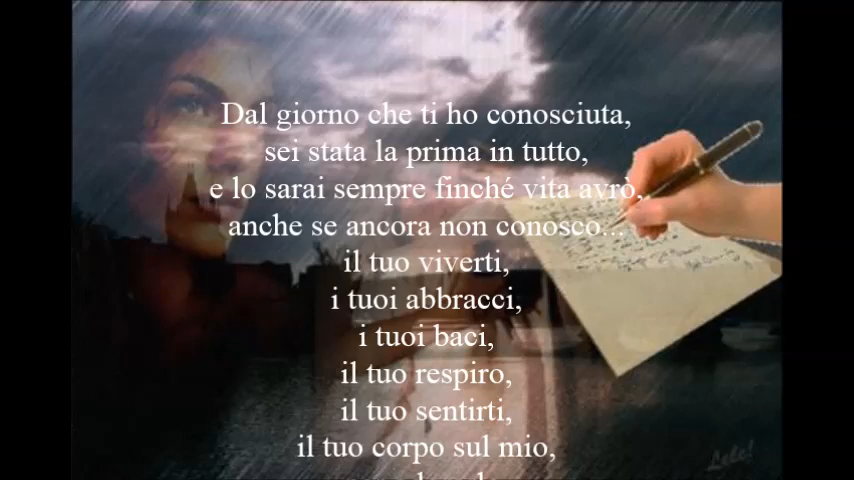 Dal giorno che ti ho conosciuta,
sei stata la prima in tutto,
e lo sarai sempre finché vita avrò,
anche se ancora non conosco...
il tuo viverti,
i tuoi abbracci,
i tuoi baci,
il tuo respiro,
il tuo sentirti,
il tuo corpo sul mio,
Lele!